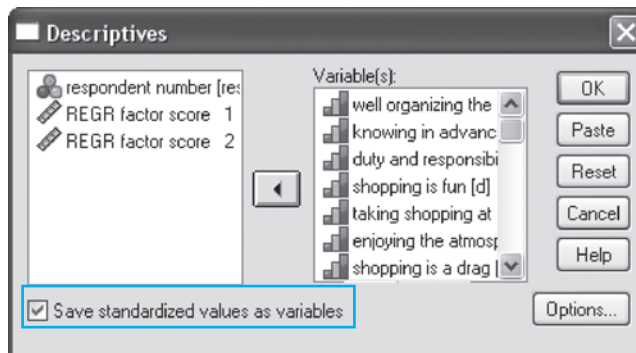 Descriptives
respondent number [res
REGR factor score 1
REGR factor score 2
Variable(s):
well organizing the
knowing in advanc
duty and responsibi
shopping is fun [d]
taking shopping at
enjoying the atmosp
shopping is a drag [
OK
Paste
Reset
Cancel
Help
Save standardized values as variables
Options...